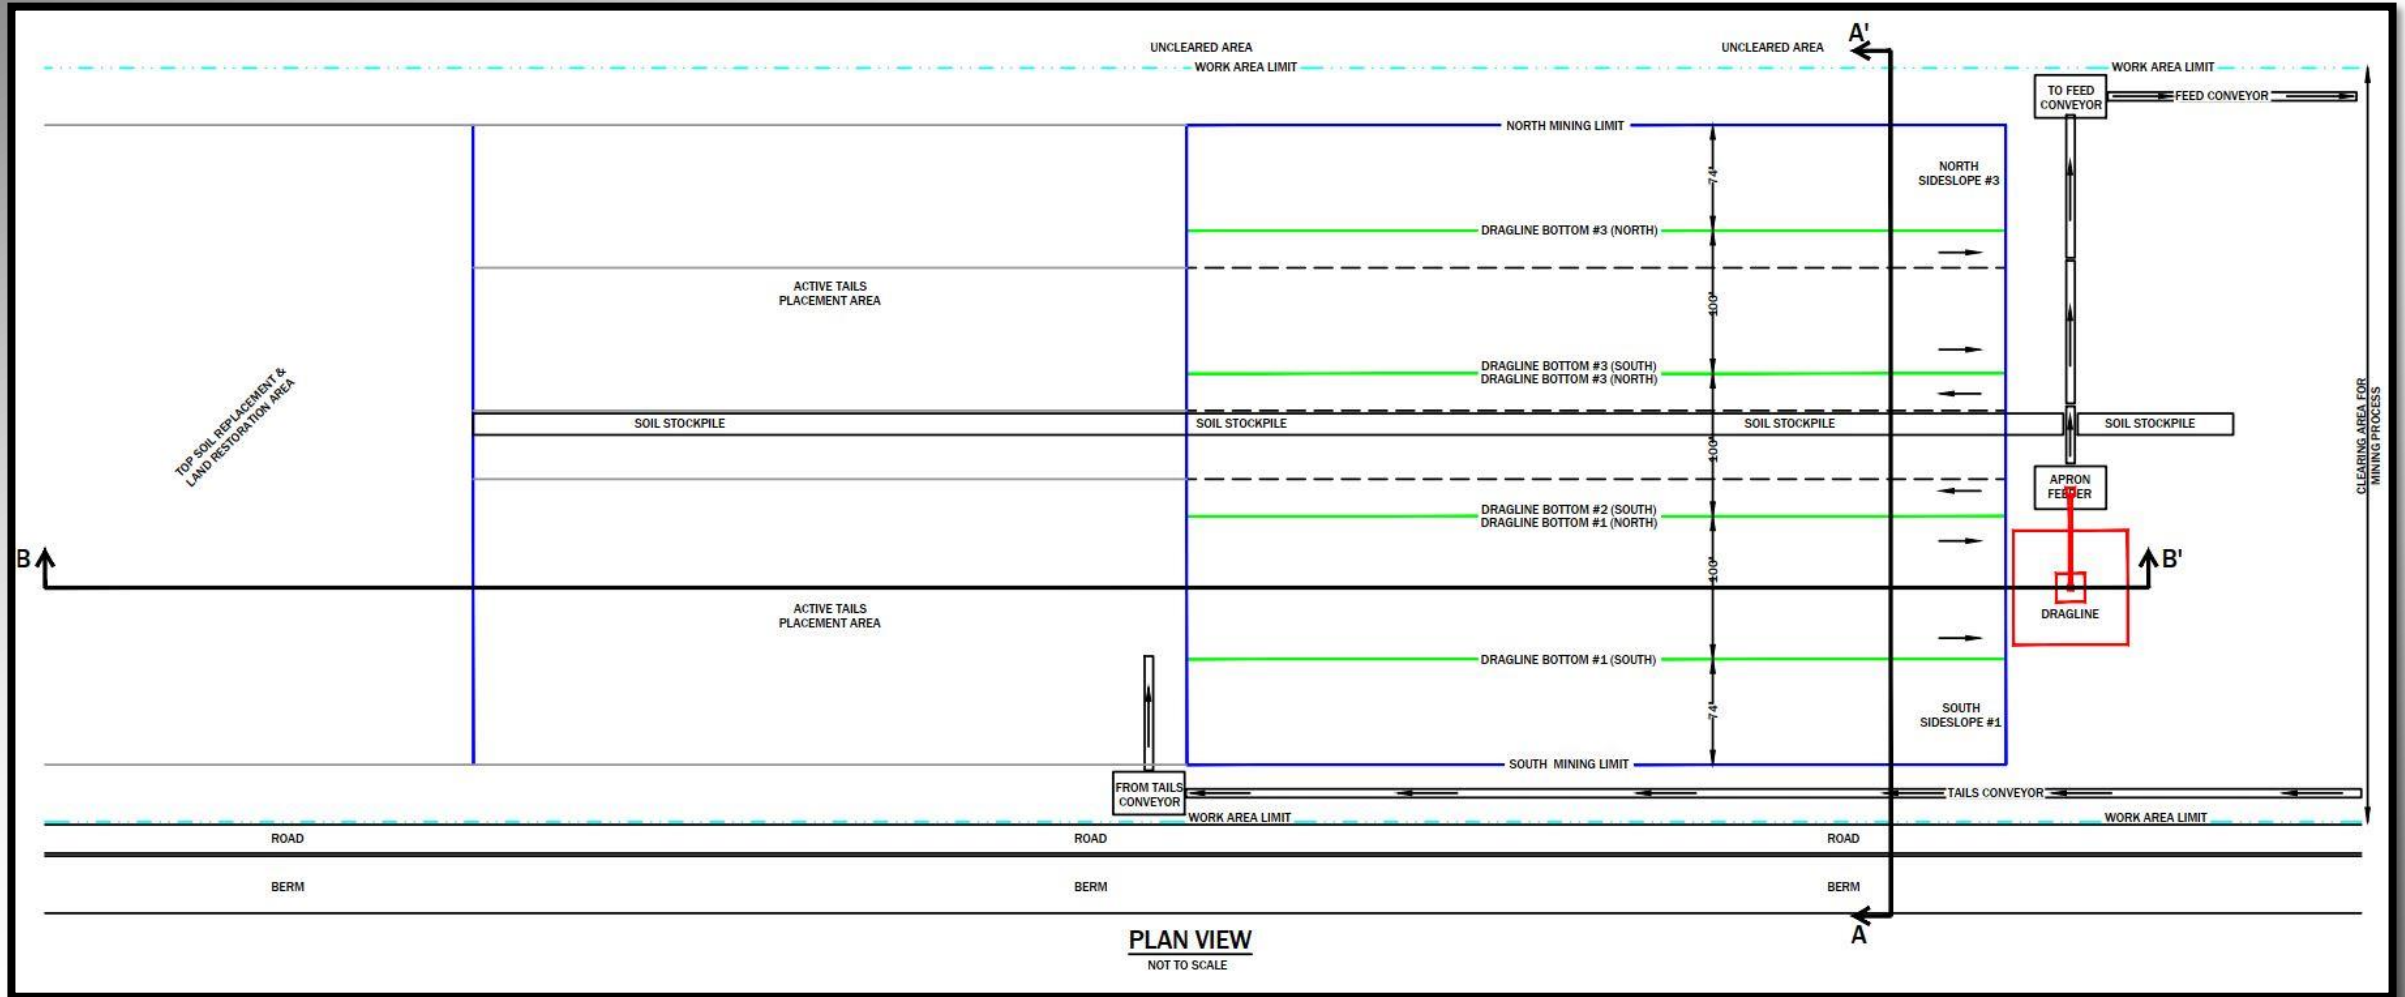 A'
UNCLEARED AREA
UNCLEARED AREA
WORK AREA LIMIT
WORK AREA LIMIT
TO FEED
CONVEYOR
FEED CONVEYOR
NORTH MINING LIMIT
74'
NORTH
SIDESLOPE #3
DRAGLINE BOTTOM #3 (NORTH)
ACTIVE TAILS
PLACEMENT AREA
100'
DRAGLINE BOTTOM #3 (SOUTH)
DRAGLINE BOTTOM #3 (NORTH)
TOP SOIL REPLACEMENT &
LAND RESTORATION AREA
SOIL STOCKPILE
SOIL STOCKPILE
SOIL STOCKPILE
SOIL STOCKPILE
CLEARING AREA FOR
MINING PROCESS
100'
APRON
FEEDER
DRAGLINE BOTTOM #2 (SOUTH)
DRAGLINE BOTTOM #1 (NORTH)
B
B'
100'
ACTIVE TAILS
PLACEMENT AREA
DRAGLINE
DRAGLINE BOTTOM #1 (SOUTH)
74'
SOUTH
SIDESLOPE #1
SOUTH MINING LIMIT
FROM TAILS
CONVEYOR
TAILS CONVEYOR
WORK AREA LIMIT
WORK AREA LIMIT
ROAD
ROAD
ROAD
BERM
BERM
BERM
A
PLAN VIEW
NOT TO SCALE